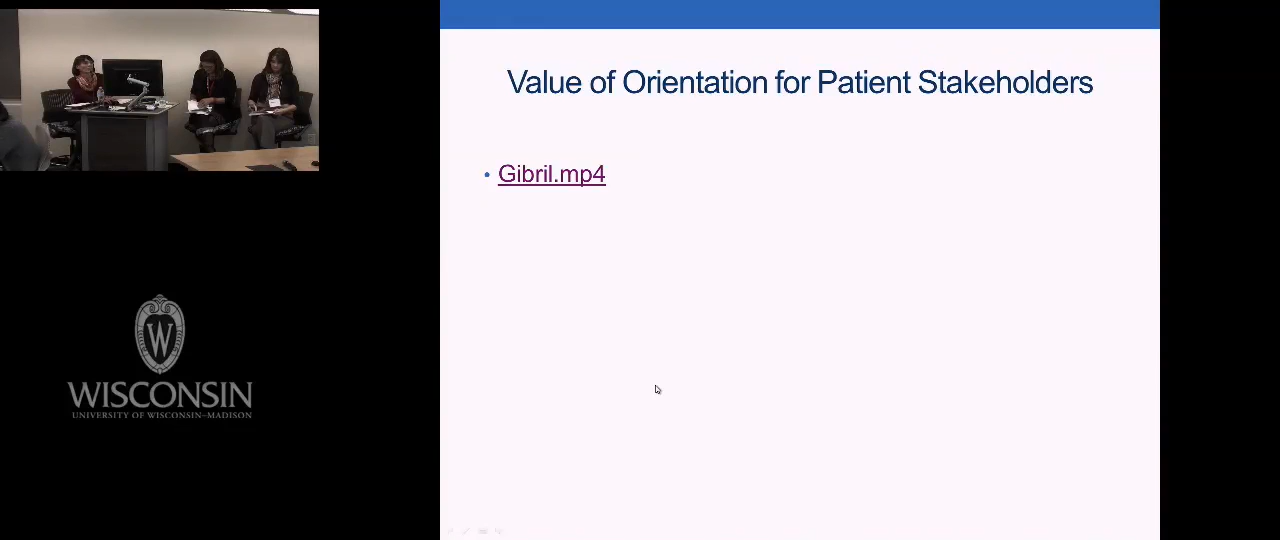 Value of Orientation for Patient Stakeholders
• Gibril.mp4
W
WISCONSIN
UNIVERSITY OF WISCONSIN–MADISON